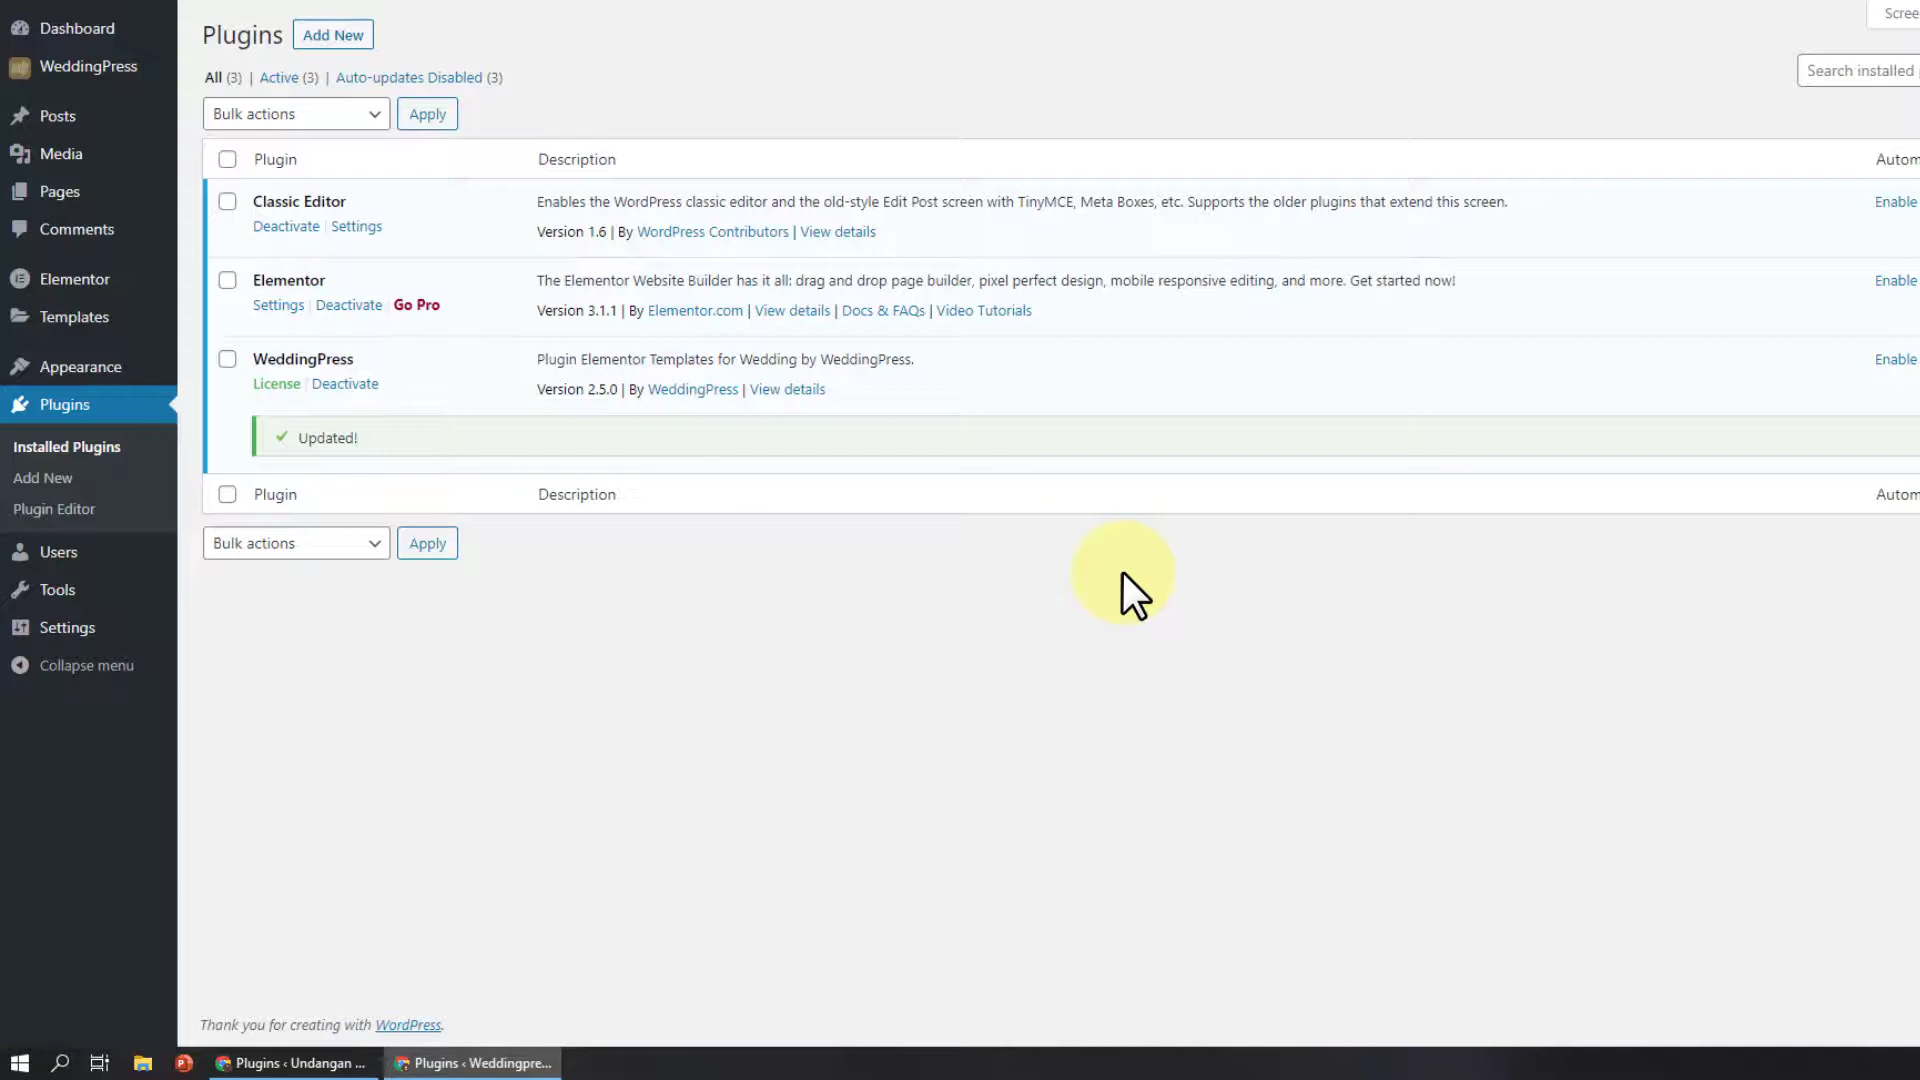 Dashboard
WeddingPress
Posts
Media
Pages
Comments
Elementor
Templates
Appearance
Plugins
Installed Plugins
Add New
Plugin Editor
Users
Tools
Settings
Collapse menu
Plugins Add New
Scree
All (3) | Active (3) | Auto-updates Disabled (3)
Search installed
Bulk actions Apply
Plugin Description Autom
Classic Editor
Deactivate | Settings
Enables the WordPress classic editor and the old-style Edit Post screen with TinyMCE, Meta Boxes, etc. Supports the older plugins that extend this screen.
Version 1.6 | By WordPress Contributors | View details
Enable
Elementor
Settings | Deactivate | Go Pro
The Elementor Website Builder has it all: drag and drop page builder, pixel perfect design, mobile responsive editing, and more. Get started now!
Version 3.1.1 | By Elementor.com | View details | Docs & FAQs | Video Tutorials
Enable
WeddingPress
License | Deactivate
Plugin Elementor Templates for Wedding by WeddingPress.
Version 2.5.0 | By WeddingPress | View details
Enable
Updated!
Plugin Description Autom
Bulk actions Apply
Thank you for creating with WordPress.
Plugins ‹ Undangan ... Plugins ‹ Weddingpre...